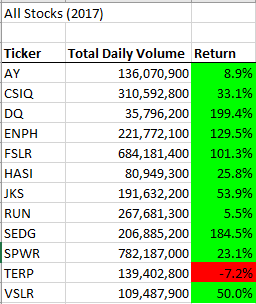 All Stocks (2017)
Ticker Total Daily Volume Return
AY 136,070,900 8.9%
CSIQ 310,592,800 33.1%
DQ 35,796,200 199.4%
ENPH 221,772,100 129.5%
FSLR 684,181,400 101.3%
HASI 80,949,300 25.8%
JKS 191,632,200 53.9%
RUN 267,681,300 5.5%
SEDG 206,885,200 184.5%
SPWR 782,187,000 23.1%
TERP 139,402,800 -7.2%
VSLR 109,487,900 50.0%